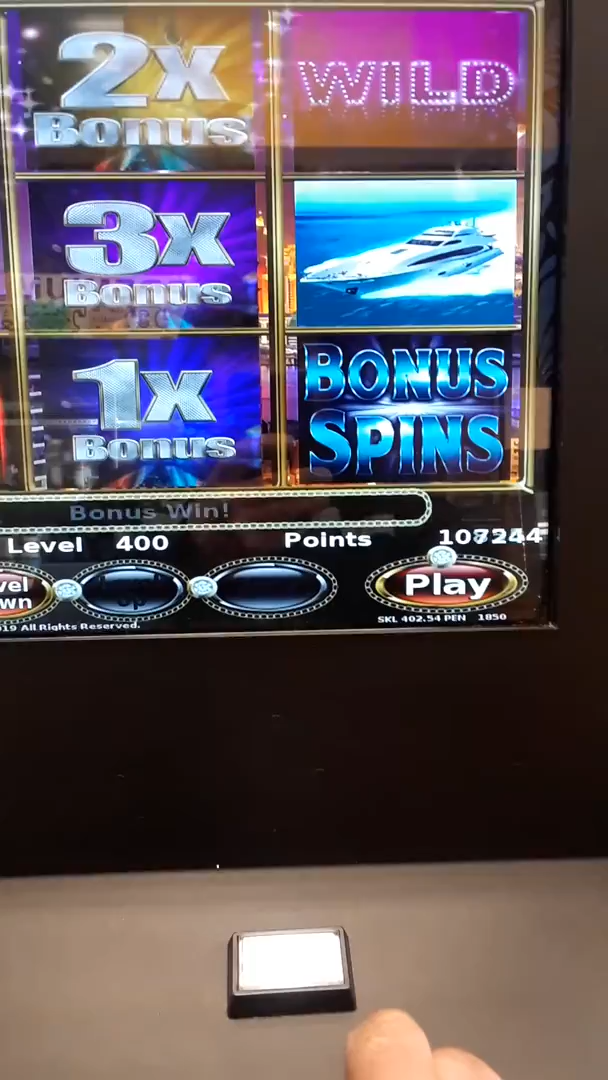 2x
Bonus
WILD
3x
Bonus
1x
Bonus
BONUS
SPINS
Bonus Win!
Level 400
Points
Play
19 All Rights Reserved.
SKL 402.54 PEN 1850